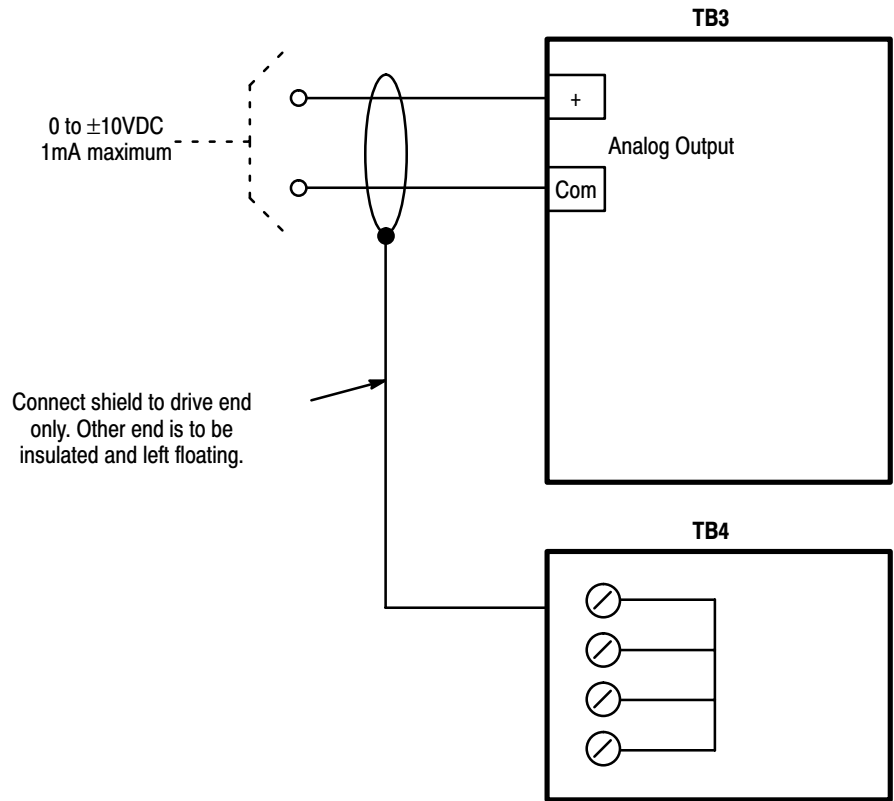 TB3
+
0 to ±10VDC
1mA maximum
Analog Output
Com
Connect shield to drive end
only. Other end is to be
insulated and left floating.
TB4